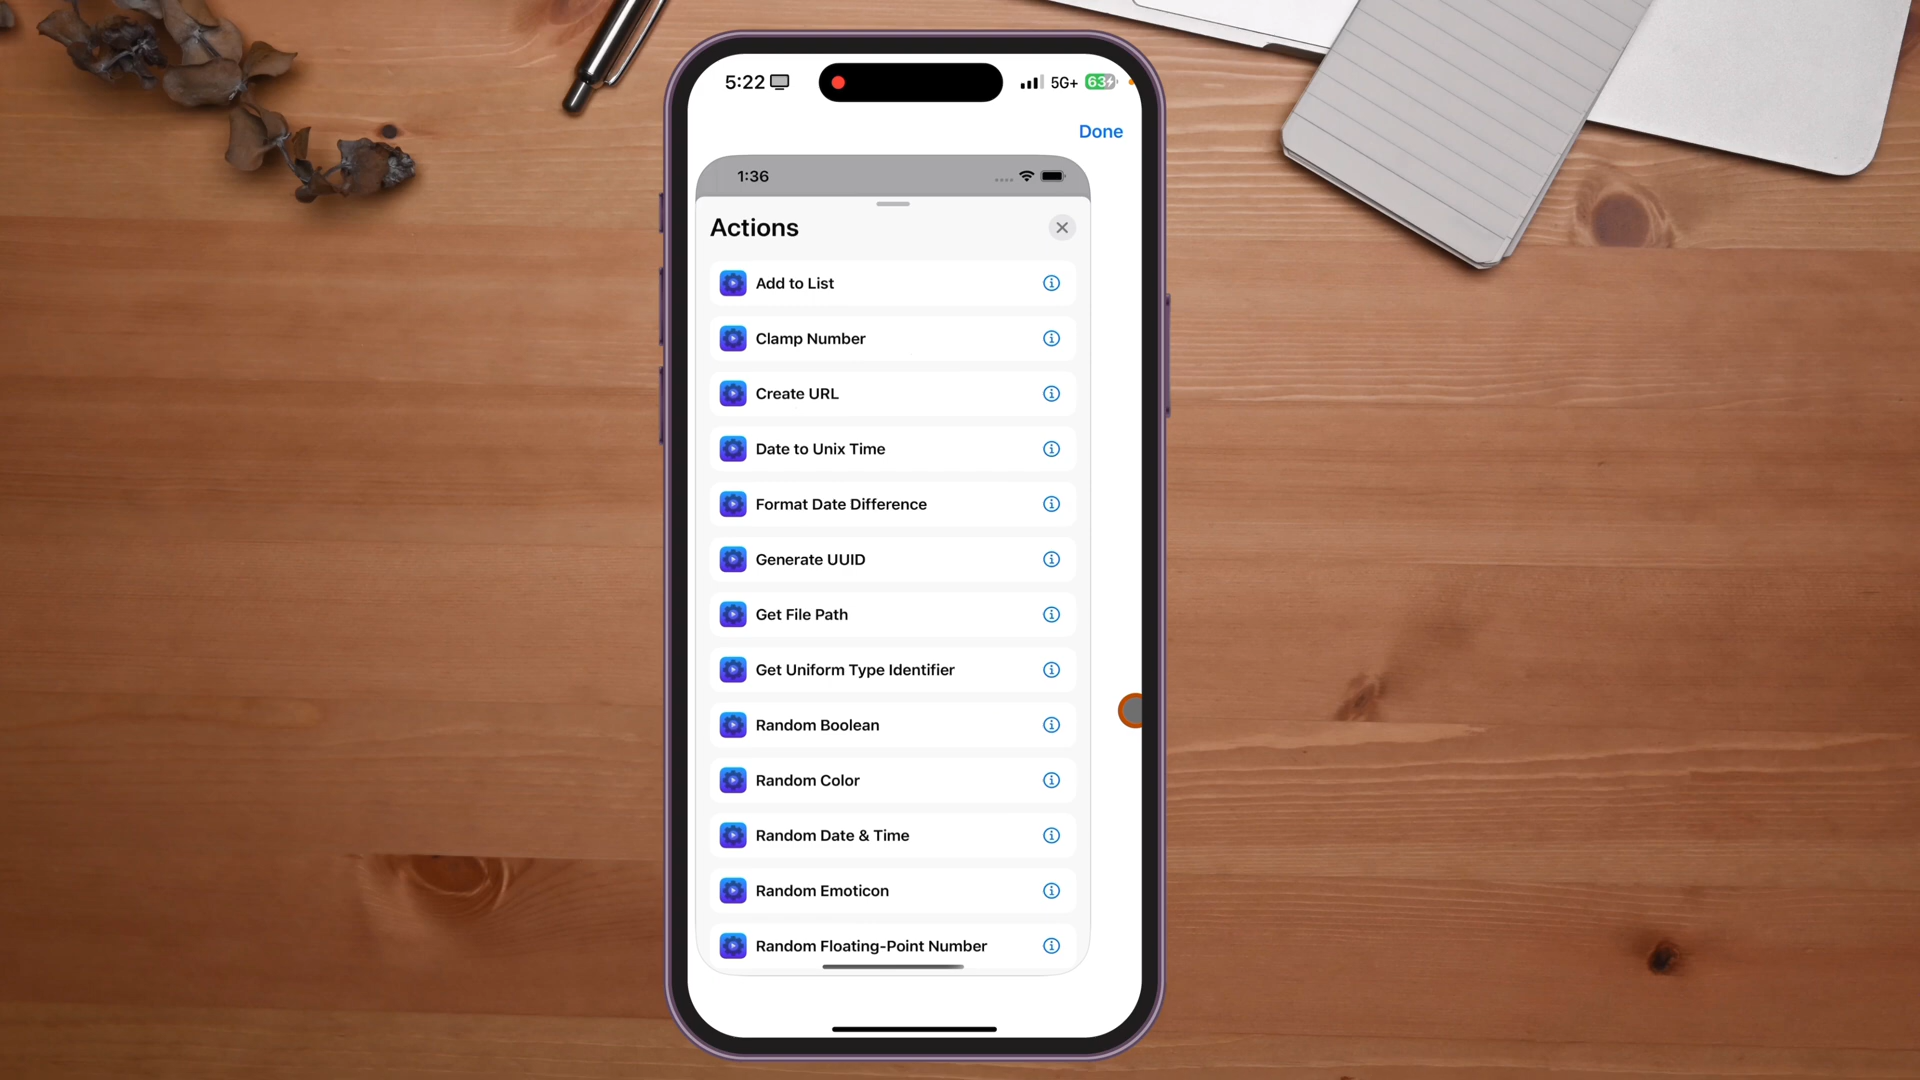 5:22
5G+ 63
Done
1:36
Actions
Add to List
Clamp Number
Create URL
Date to Unix Time
Format Date Difference
Generate UUID
Get File Path
Get Uniform Type Identifier
Random Boolean
Random Color
Random Date & Time
Random Emoticon
Random Floating-Point Number